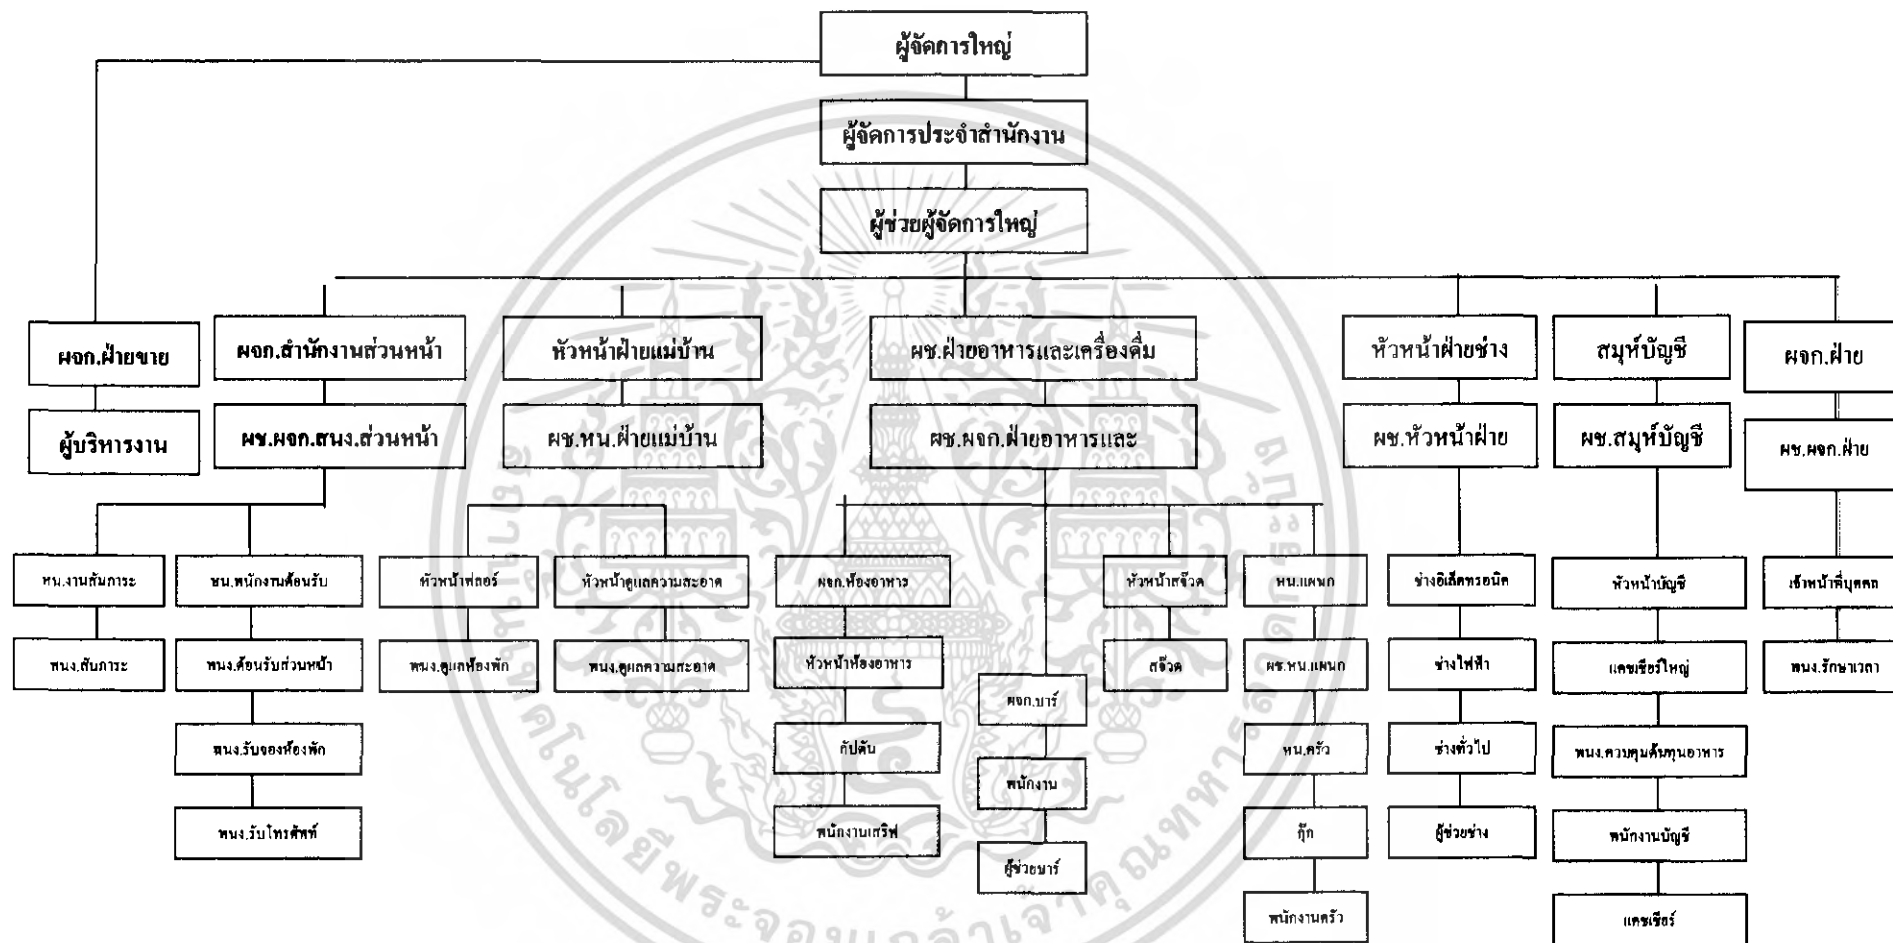 ผู้จัดการใหญ่
ผู้จัดการประจำสำนักงาน
ผู้ช่วยผู้จัดการใหญ่
ผจก.ฝ่ายขาย
ผจก.สำนักงานส่วนหน้า
หัวหน้าฝ่ายแม่บ้าน
ผช.ฝ่ายอาหารและเครื่องดื่ม
หัวหน้าฝ่ายช่าง
สมุห์บัญชี
ผจก.ฝ่าย
ผู้บริหารงาน
ผช.ผจก.สนง.ส่วนหน้า
ผช.หน.ฝ่ายแม่บ้าน
ผช.ผจก.ฝ่ายอาหารและ
ผช.หัวหน้าฝ่าย
ผช.สมุห์บัญชี
ผช.ผจก.ฝ่าย
หน.งานสัมภาระ
หน.พนักงานต้อนรับ
หัวหน้าฟลอร์
หัวหน้าดูแลความสะอาด
ผจก.ห้องอาหาร
หัวหน้าสจ๊วต
หน.แผนก
ช่างอิเล็คทรอนิค
หัวหน้าบัญชี
เจ้าหน้าที่บุคคล
พนง.สัมภาระ
พนง.ต้อนรับส่วนหน้า
พนง.ดูแลห้องพัก
พนง.ดูแลความสะอาด
หัวหน้าห้องอาหาร
สจ๊วต
ผช.หน.แผนก
ช่างไฟฟ้า
แคชเชียร์ใหญ่
พนง.รักษาเวลา
ผจก.บาร์
พนง.รับจองห้องพัก
กัปตัน
หน.ครัว
ช่างทั่วไป
พนง.ควบคุมต้นทุนอาหาร
พนักงาน
พนง.รับโทรศัพท์
พนักงานเสริฟ
กุ๊ก
ผู้ช่วยช่าง
พนักงานบัญชี
ผู้ช่วยบาร์
พนักงานครัว
แคชเชียร์